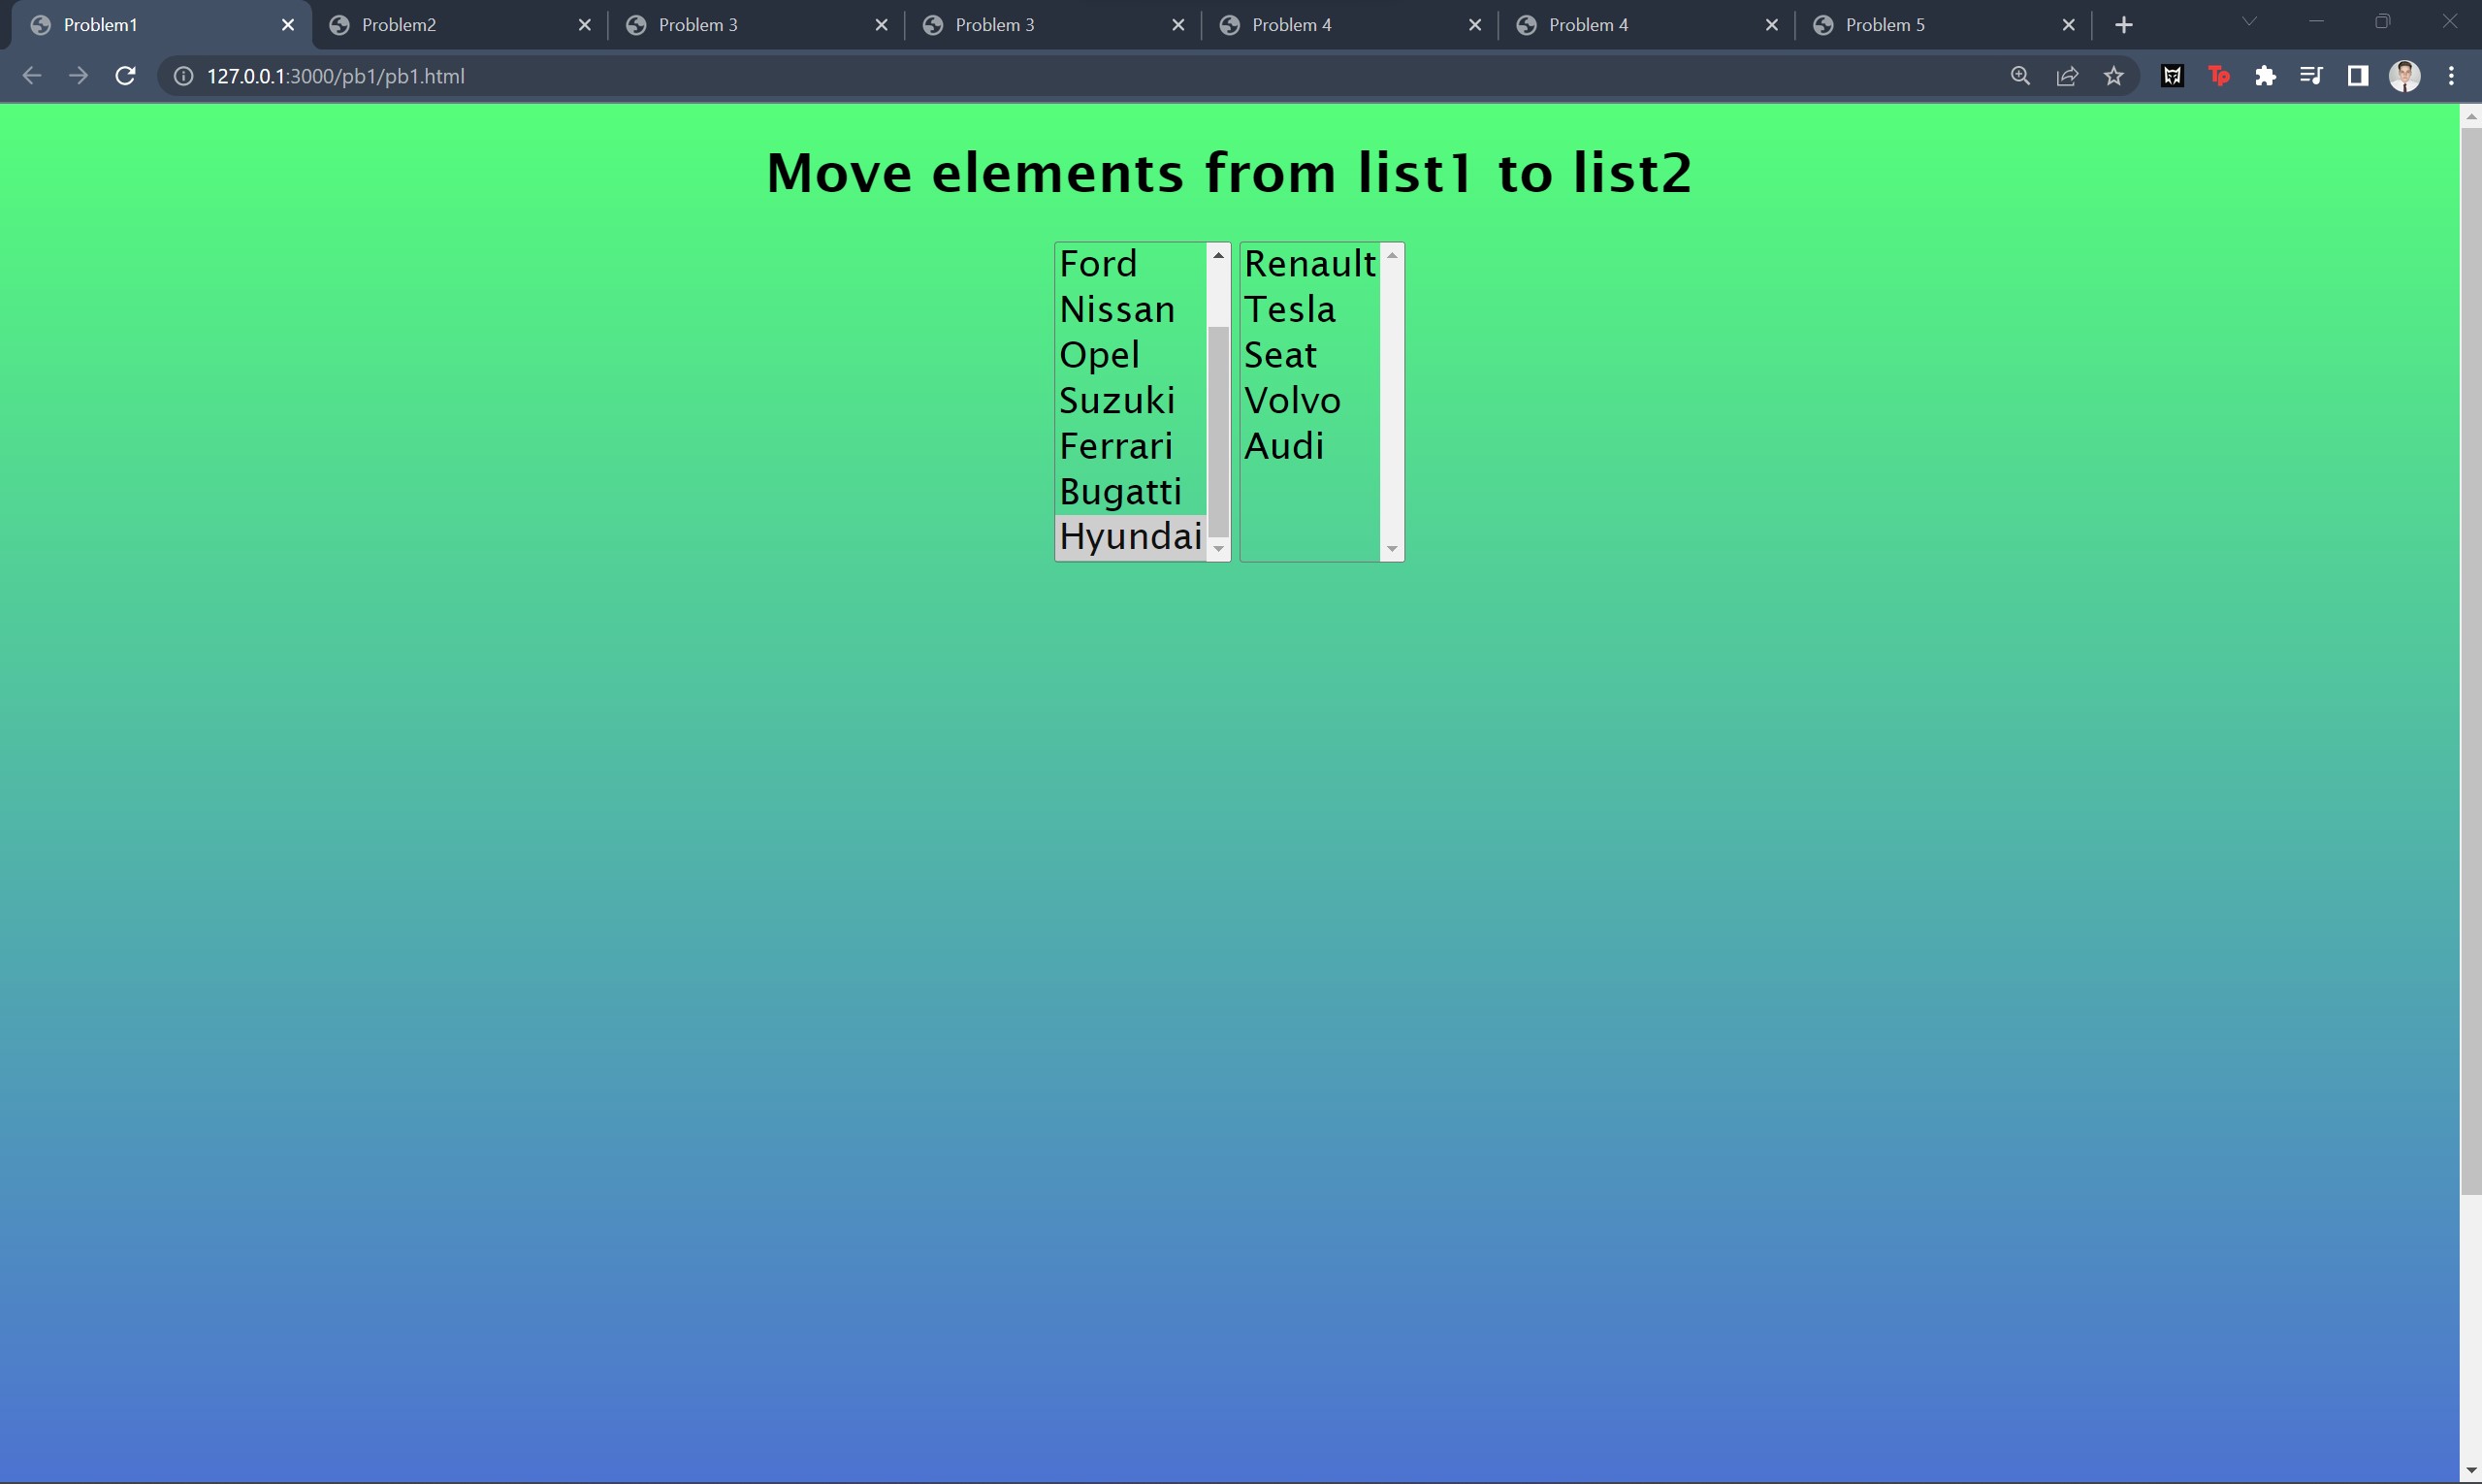 Problem1 Problem2 Problem 3 Problem 3 Problem 4 Problem 4 Problem 5
127.0.0.1:3000/pb1/pb1.html
Tp
Move elements from list1 to list2
Ford
Nissan
Opel
Suzuki
Ferrari
Bugatti
Hyundai
Renault
Tesla
Seat
Volvo
Audi